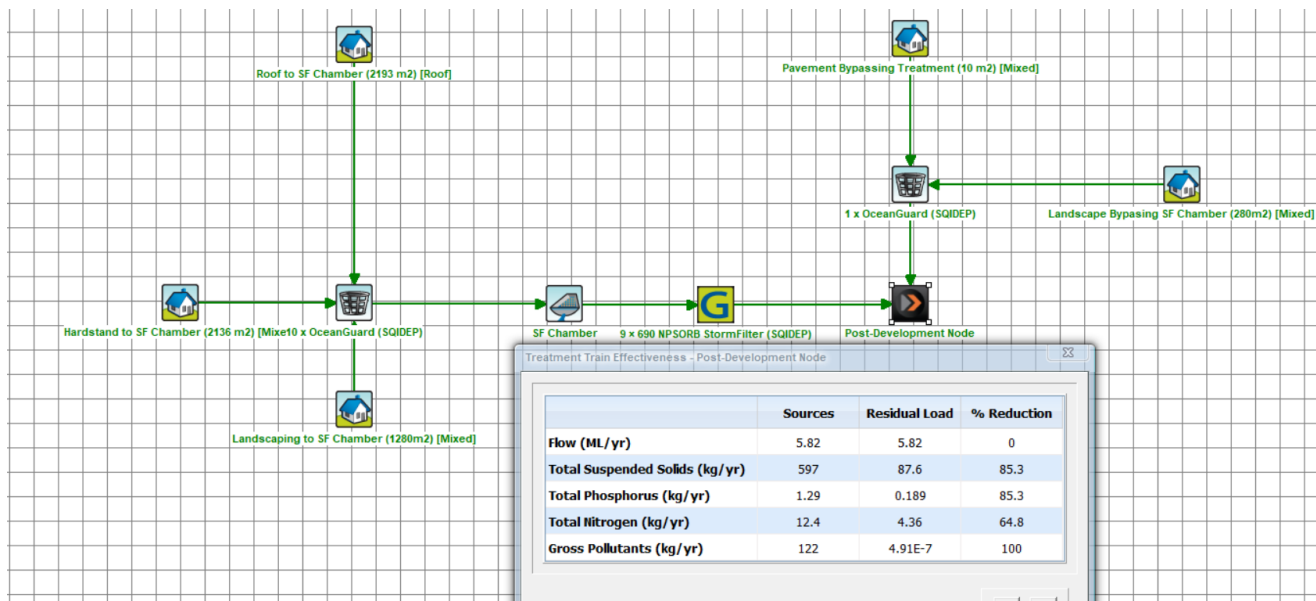 Roof to SF Chamber (2193 m2) [Roof]
Pavement Bypassing Treatment (10 m2) [Mixed]
1 x OceanGuard (SQIDEP)
Landscape Bypasing SF Chamber (280m2) [Mixed]
Hardstand to SF Chamber (2136 m2) [Mixe10 x OceanGuard (SQIDEP)
SF Chamber
G
9 x 690 NPSORB StormFilter (SQIDEP)
Post-Development Node
Landscaping to SF Chamber (1280m2) [Mixed]
Treatment Train Effectiveness - Post-Development Node
Sources Residual Load % Reduction
Flow (ML/yr) 5.82 5.82 0
Total Suspended Solids (kg/yr) 597 87.6 85.3
Total Phosphorus (kg/yr) 1.29 0.189 85.3
Total Nitrogen (kg/yr) 12.4 4.36 64.8
Gross Pollutants (kg/yr) 122 4.91E-7 100